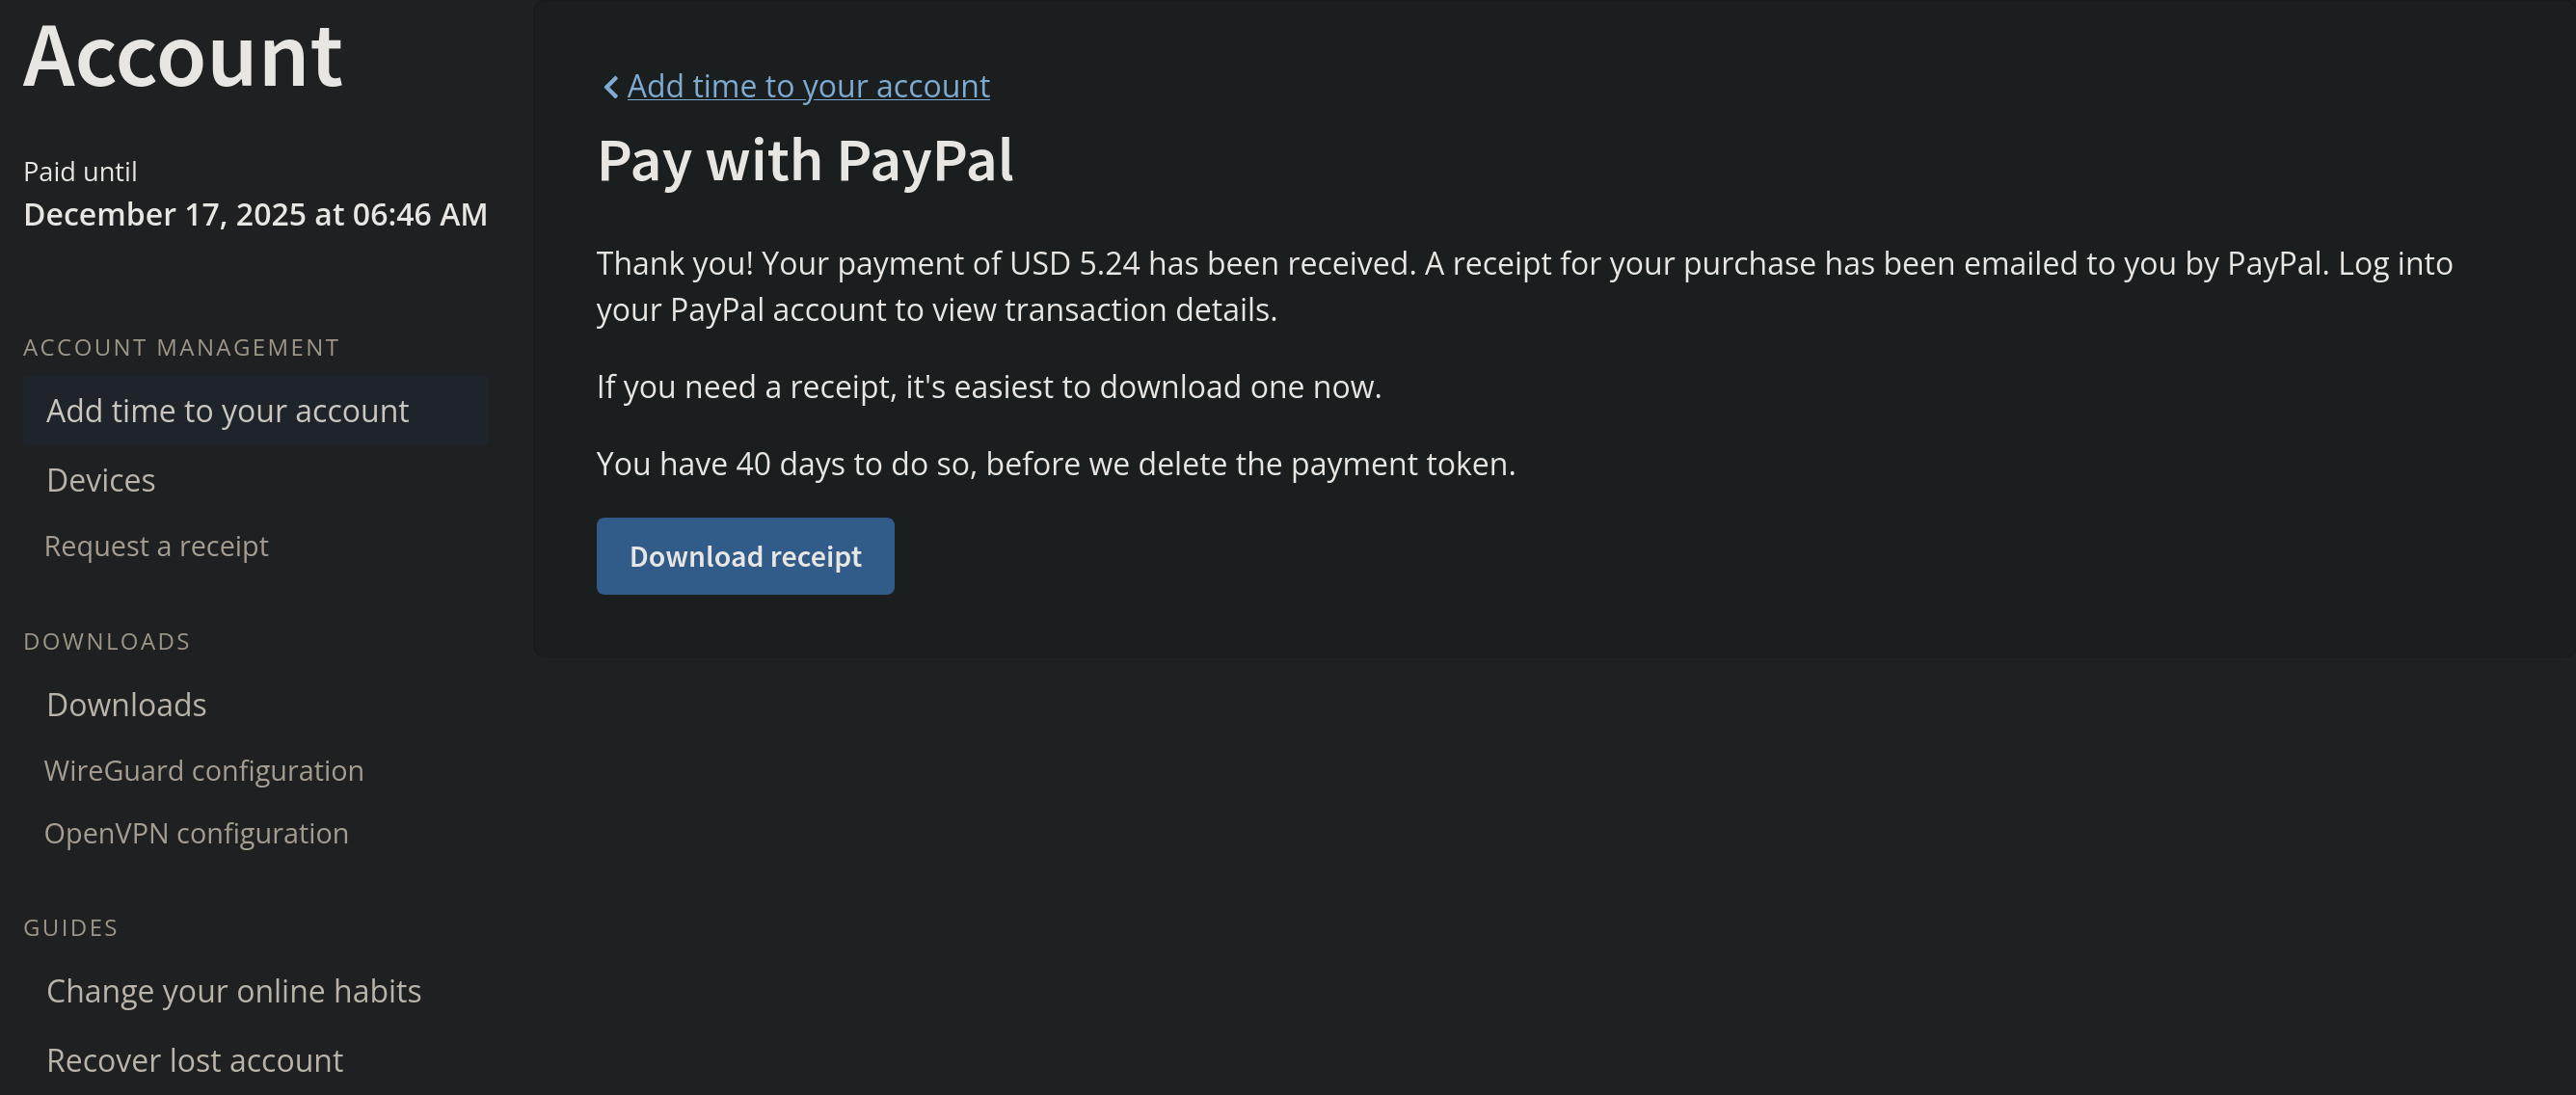 Account
Paid until
December 17, 2025 at 06:46 AM
ACCOUNT MANAGEMENT
Add time to your account
Devices
Request a receipt
DOWNLOADS
Downloads
WireGuard configuration
OpenVPN configuration
GUIDES
Change your online habits
Recover lost account
Add time to your account
Pay with PayPal
Thank you! Your payment of USD 5.24 has been received. A receipt for your purchase has been emailed to you by PayPal. Log into
your PayPal account to view transaction details.
If you need a receipt, it's easiest to download one now.
You have 40 days to do so, before we delete the payment token.
Download receipt